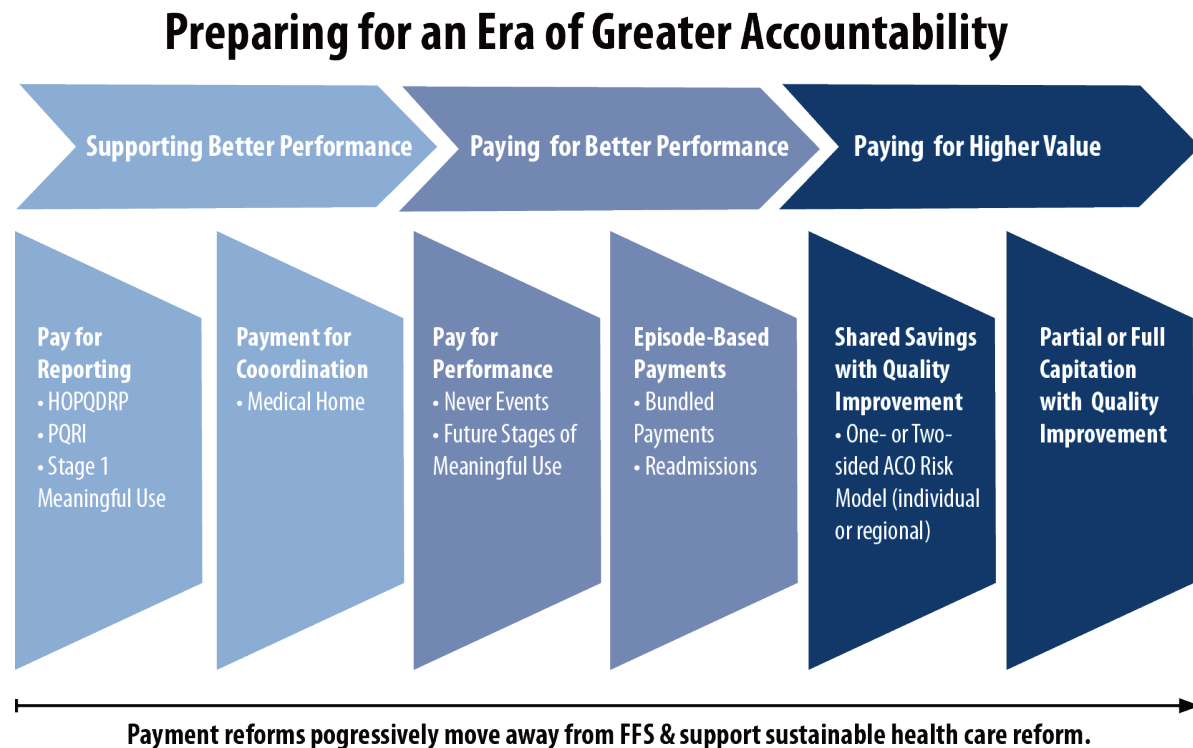 Preparing for an Era of Greater Accountability
Supporting Better Performance
Paying for Better Performance
Paying for Higher Value
Pay for
Reporting
• HOPQDRP
• PQRI
• Stage 1
Meaningful Use
Payment for
Cooordination
• Medical Home
Pay for
Performance
• Never Events
• Future Stages of
Meaningful Use
Episode-Based
Payments
• Bundled
Payments
• Readmissions
Shared Savings
with Quality
Improvement
• One- or Two-
sided ACO Risk
Model (individual
or regional)
Partial or Full
Capitation
with Quality
Improvement
Payment reforms pogressively move away from FFS & support sustainable health care reform.